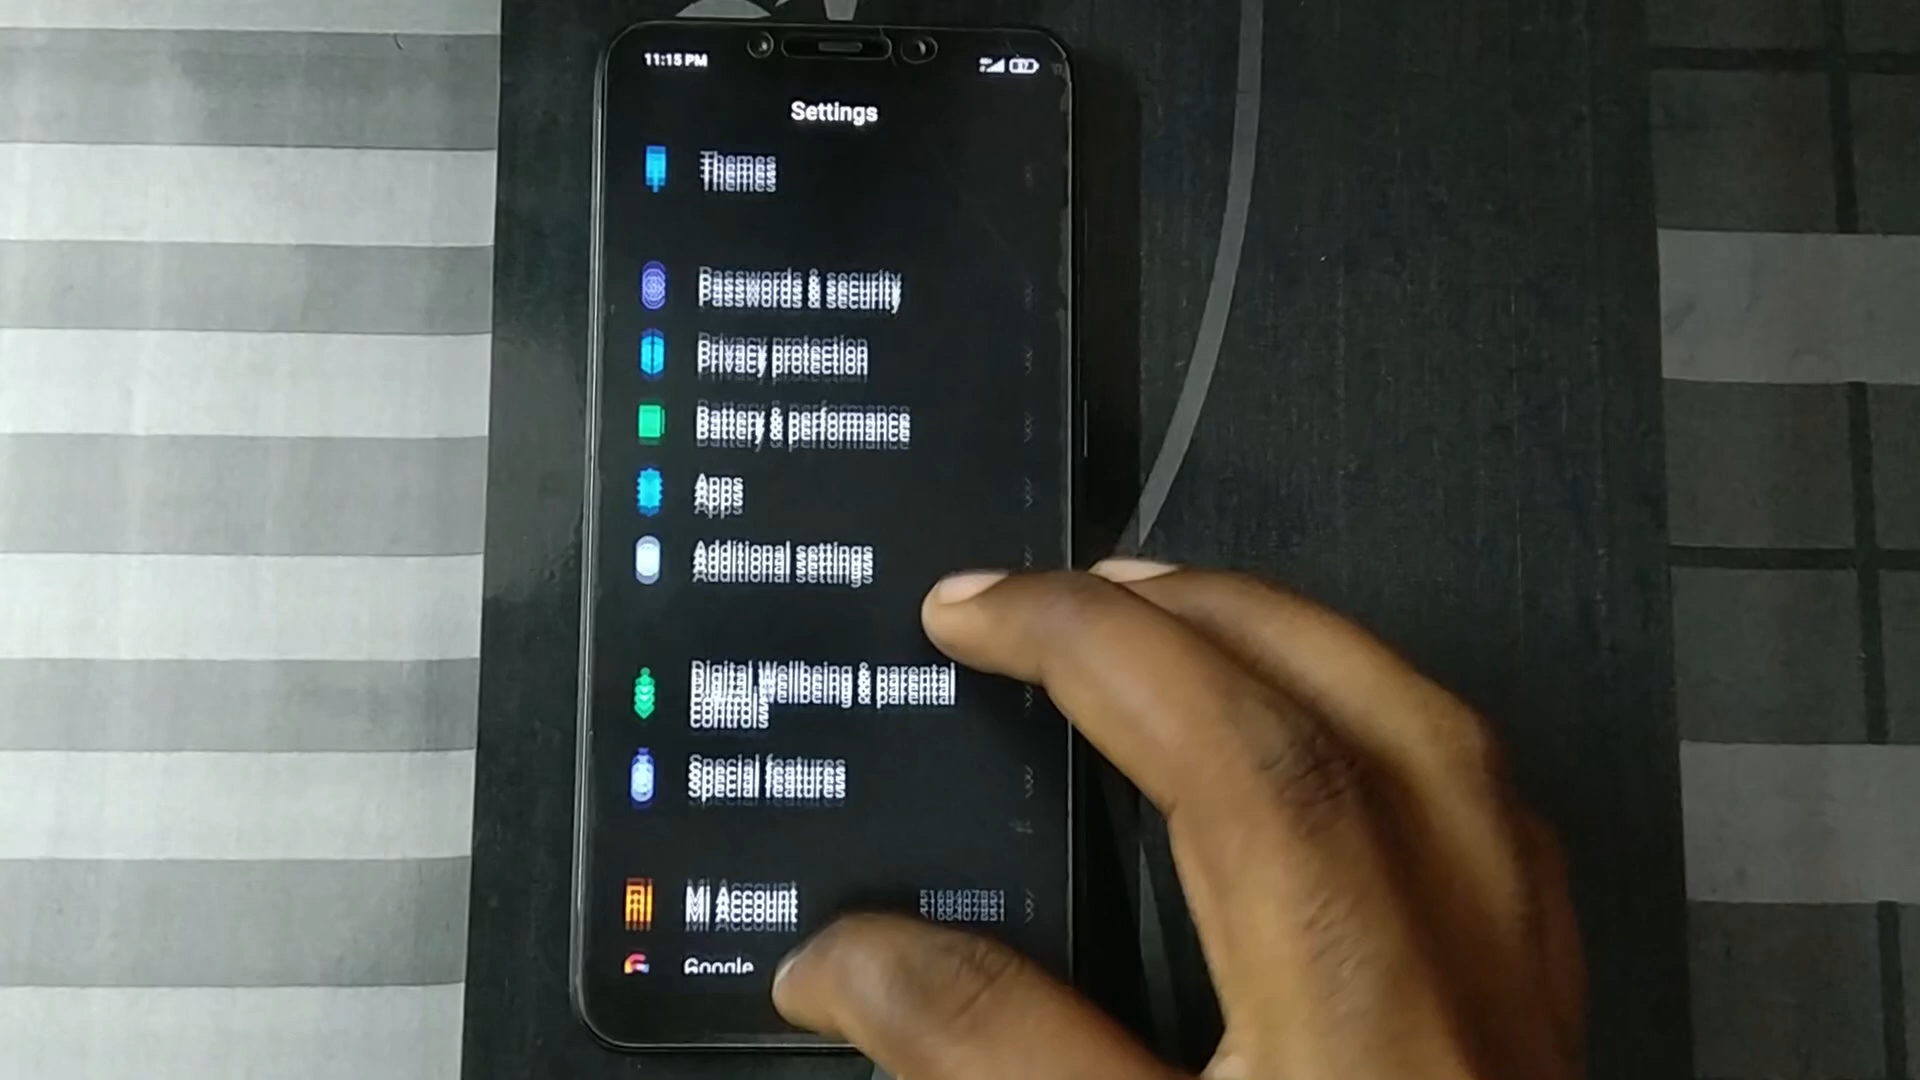 11:15 PM
Settings
Themes
Passwords & security
Privacy protection
Battery & performance
Apps
Additional settings
Digital Wellbeing & parental
controls
Special features
Mi Account 5168407851
Google